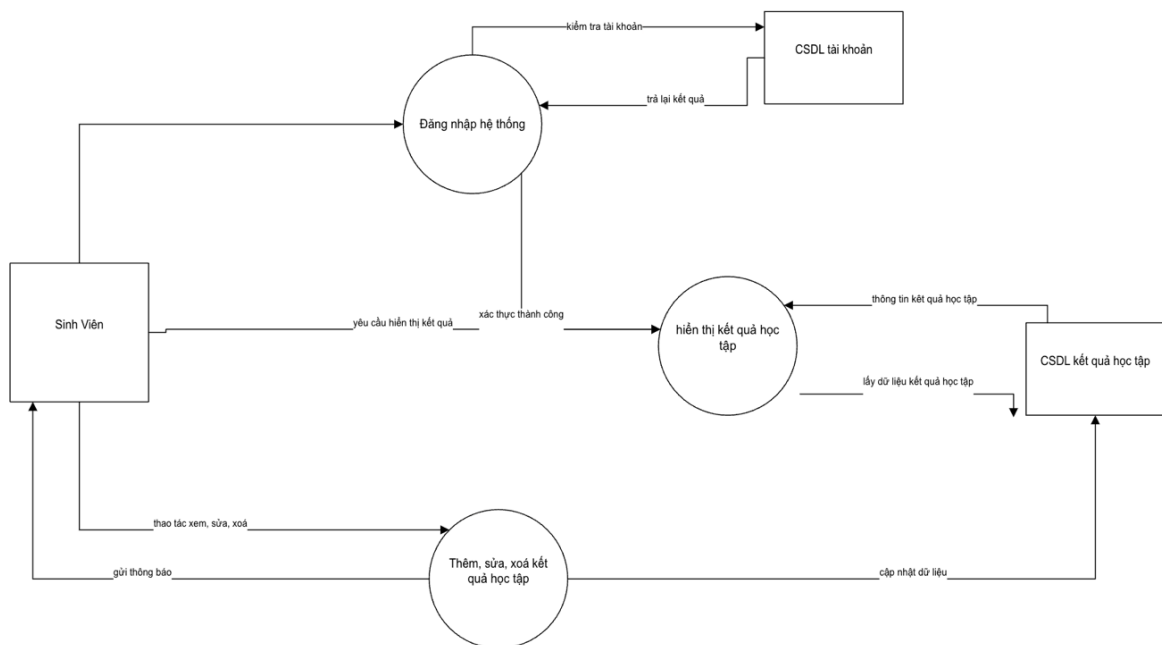 kiểm tra tài khoản
CSDL tài khoản
trả lại kết quả
Đăng nhập hệ thống
Sinh Viên
yêu cầu hiển thị kết quả
xác thực thành công
hiển thị kết quả học
tập
thông tin kêt quả học tập
CSDL kết quả học tập
lấy dữ liệu kết quả học tập
thao tác xem, sửa, xoá
gửi thông báo
Thêm, sửa, xoá kết
quả học tập
cập nhật dữ liệu